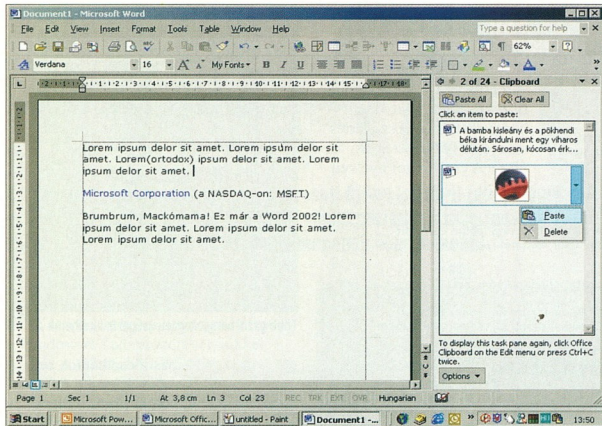 Document1 - Microsoft Word
File Edit View Insert Format Tools Table Window Help
Type a question for help
62%
Verdana 16 My Fonts B I U
2 of 24 - Clipboard
Paste All Clear All
Click an item to paste:
A bamba kisleány és a pökhendi
béka kirándulni ment egy viharos
délután. Sárosan, kócosan érk...
Paste
Delete
Lorem ipsum delor sit amet. Lorem ipsúm delor sit
amet. Lorem(ortodox) ipsum delor sit amet. Lorem
ipsum delor sit amet.
Microsoft Corporation (a NASDAQ-on: MSFT)
Brumbrum, Mackómama! Ez már a Word 2002! Lorem
ipsum delor sit amet. Lorem ipsum delor sit amet.
Lorem ipsum delor sit amet.
To display this task pane again, click Office
Clipboard on the Edit menu or press Ctrl+C
twice.
Options
Page 1 Sec 1 1/1 At 3,8 cm Ln 3 Col 23 REC TRK EXT OVR Hungarian
Start Microsoft Pow... Microsoft Offic... untitled - Paint Document1 -... 13:50